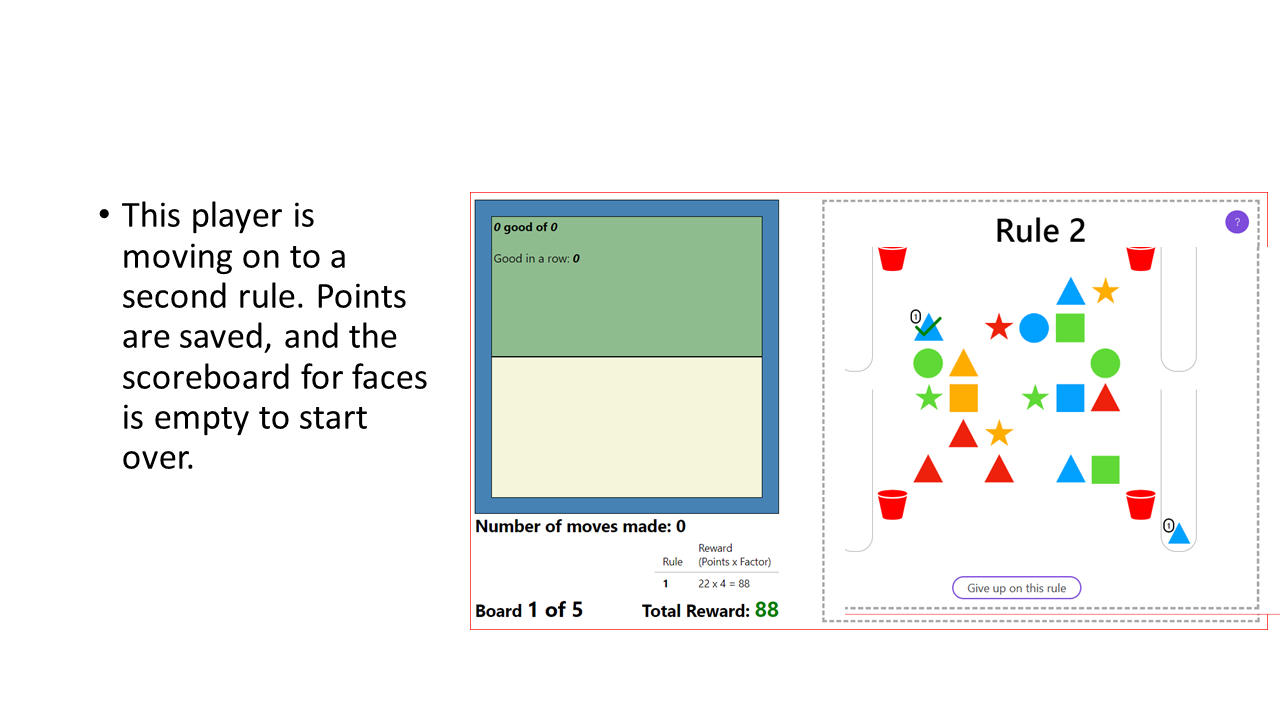 • This player is
moving on to a
second rule. Points
are saved, and the
scoreboard for faces
is empty to start
over.
0 good of 0
Good in a row: 0
Number of moves made: 0
Rule Reward
(Points x Factor)
1 22 x 4 = 88
Board 1 of 5 Total Reward: 88
Rule 2
?
1
1
Give up on this rule